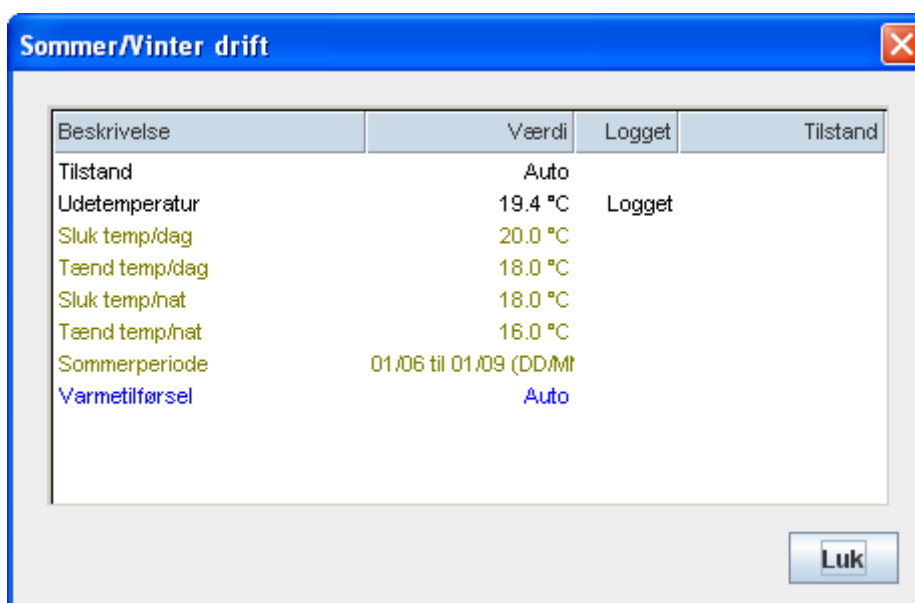 Sommer/Vinter drift
Beskrivelse Værdi Logget Tilstand
Tilstand Auto
Udetemperatur 19.4 °C Logget
Sluk temp/dag 20.0 °C
Tænd temp/dag 18.0 °C
Sluk temp/nat 18.0 °C
Tænd temp/nat 16.0 °C
Sommerperiode 01/06 til 01/09 (DD/MM
Varmetilførsel Auto
Luk